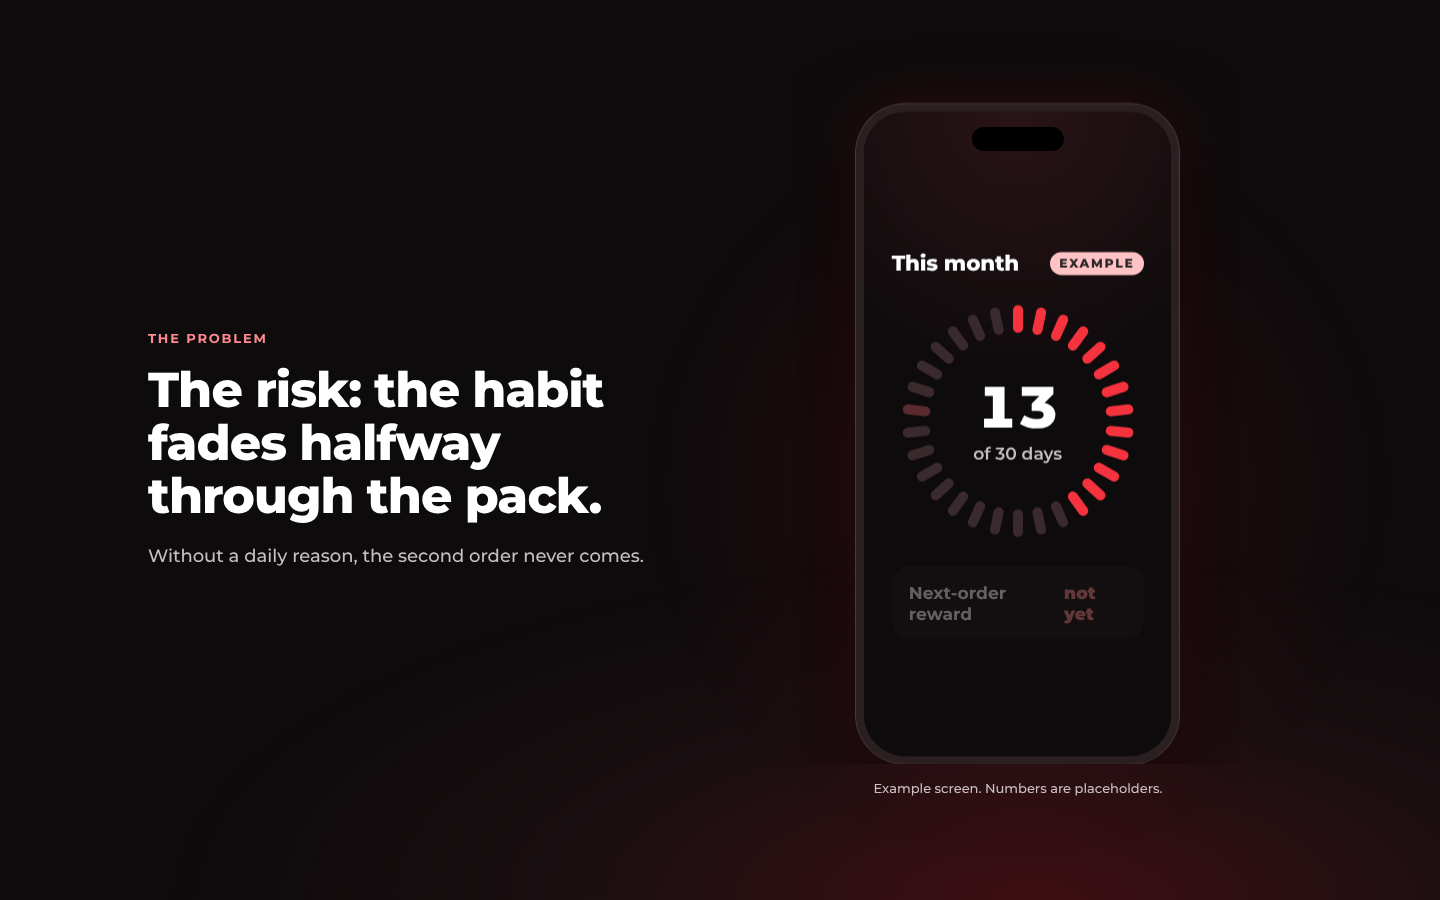 THE PROBLEM
The risk: the habit
fades halfway
through the pack.
Without a daily reason, the second order never comes.
This month
EXAMPLE
13
of 30 days
Next-order
reward
not
yet
Example screen. Numbers are placeholders.